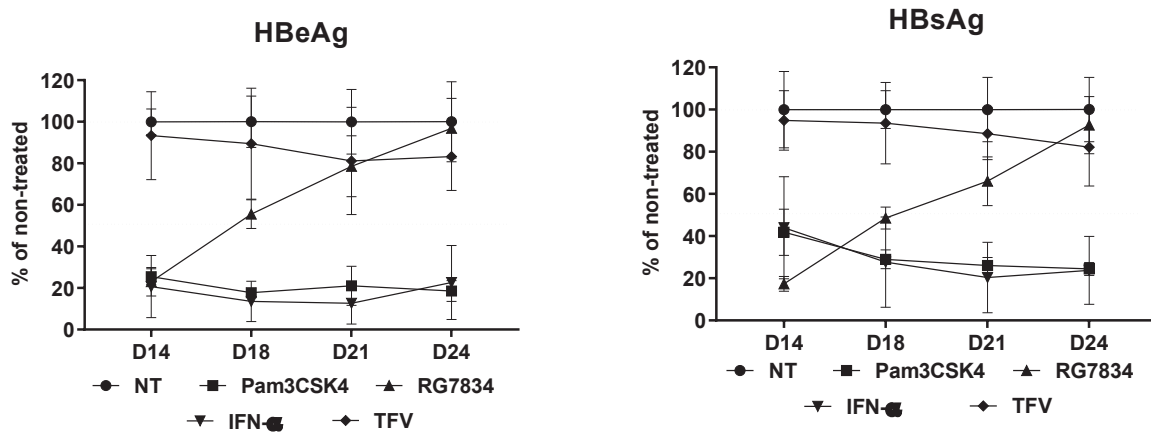 HBeAg
% of non-treated
120
100
80
60
40
20
0
D14 D18 D21 D24
NT Pam3CSK4 RG7834
IFN- TFV
HBsAg
% of non-treated
120
100
80
60
40
20
0
D14 D18 D21 D24
NT Pam3CSK4 RG7834
IFN- TFV